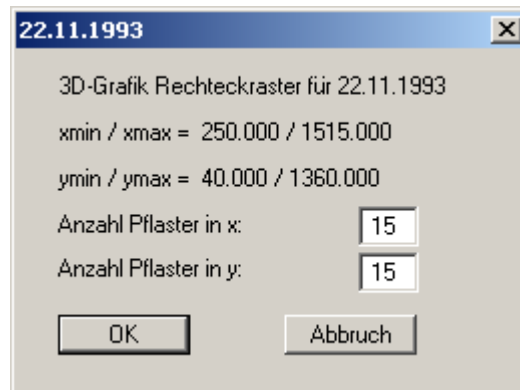 22.11.1993
3D-Grafik Rechteckraster für 22.11.1993
xmin / xmax = 250.000 / 1515.000
ymin / ymax = 40.000 / 1360.000
Anzahl Pflaster in x: 15
Anzahl Pflaster in y: 15
OK Abbruch